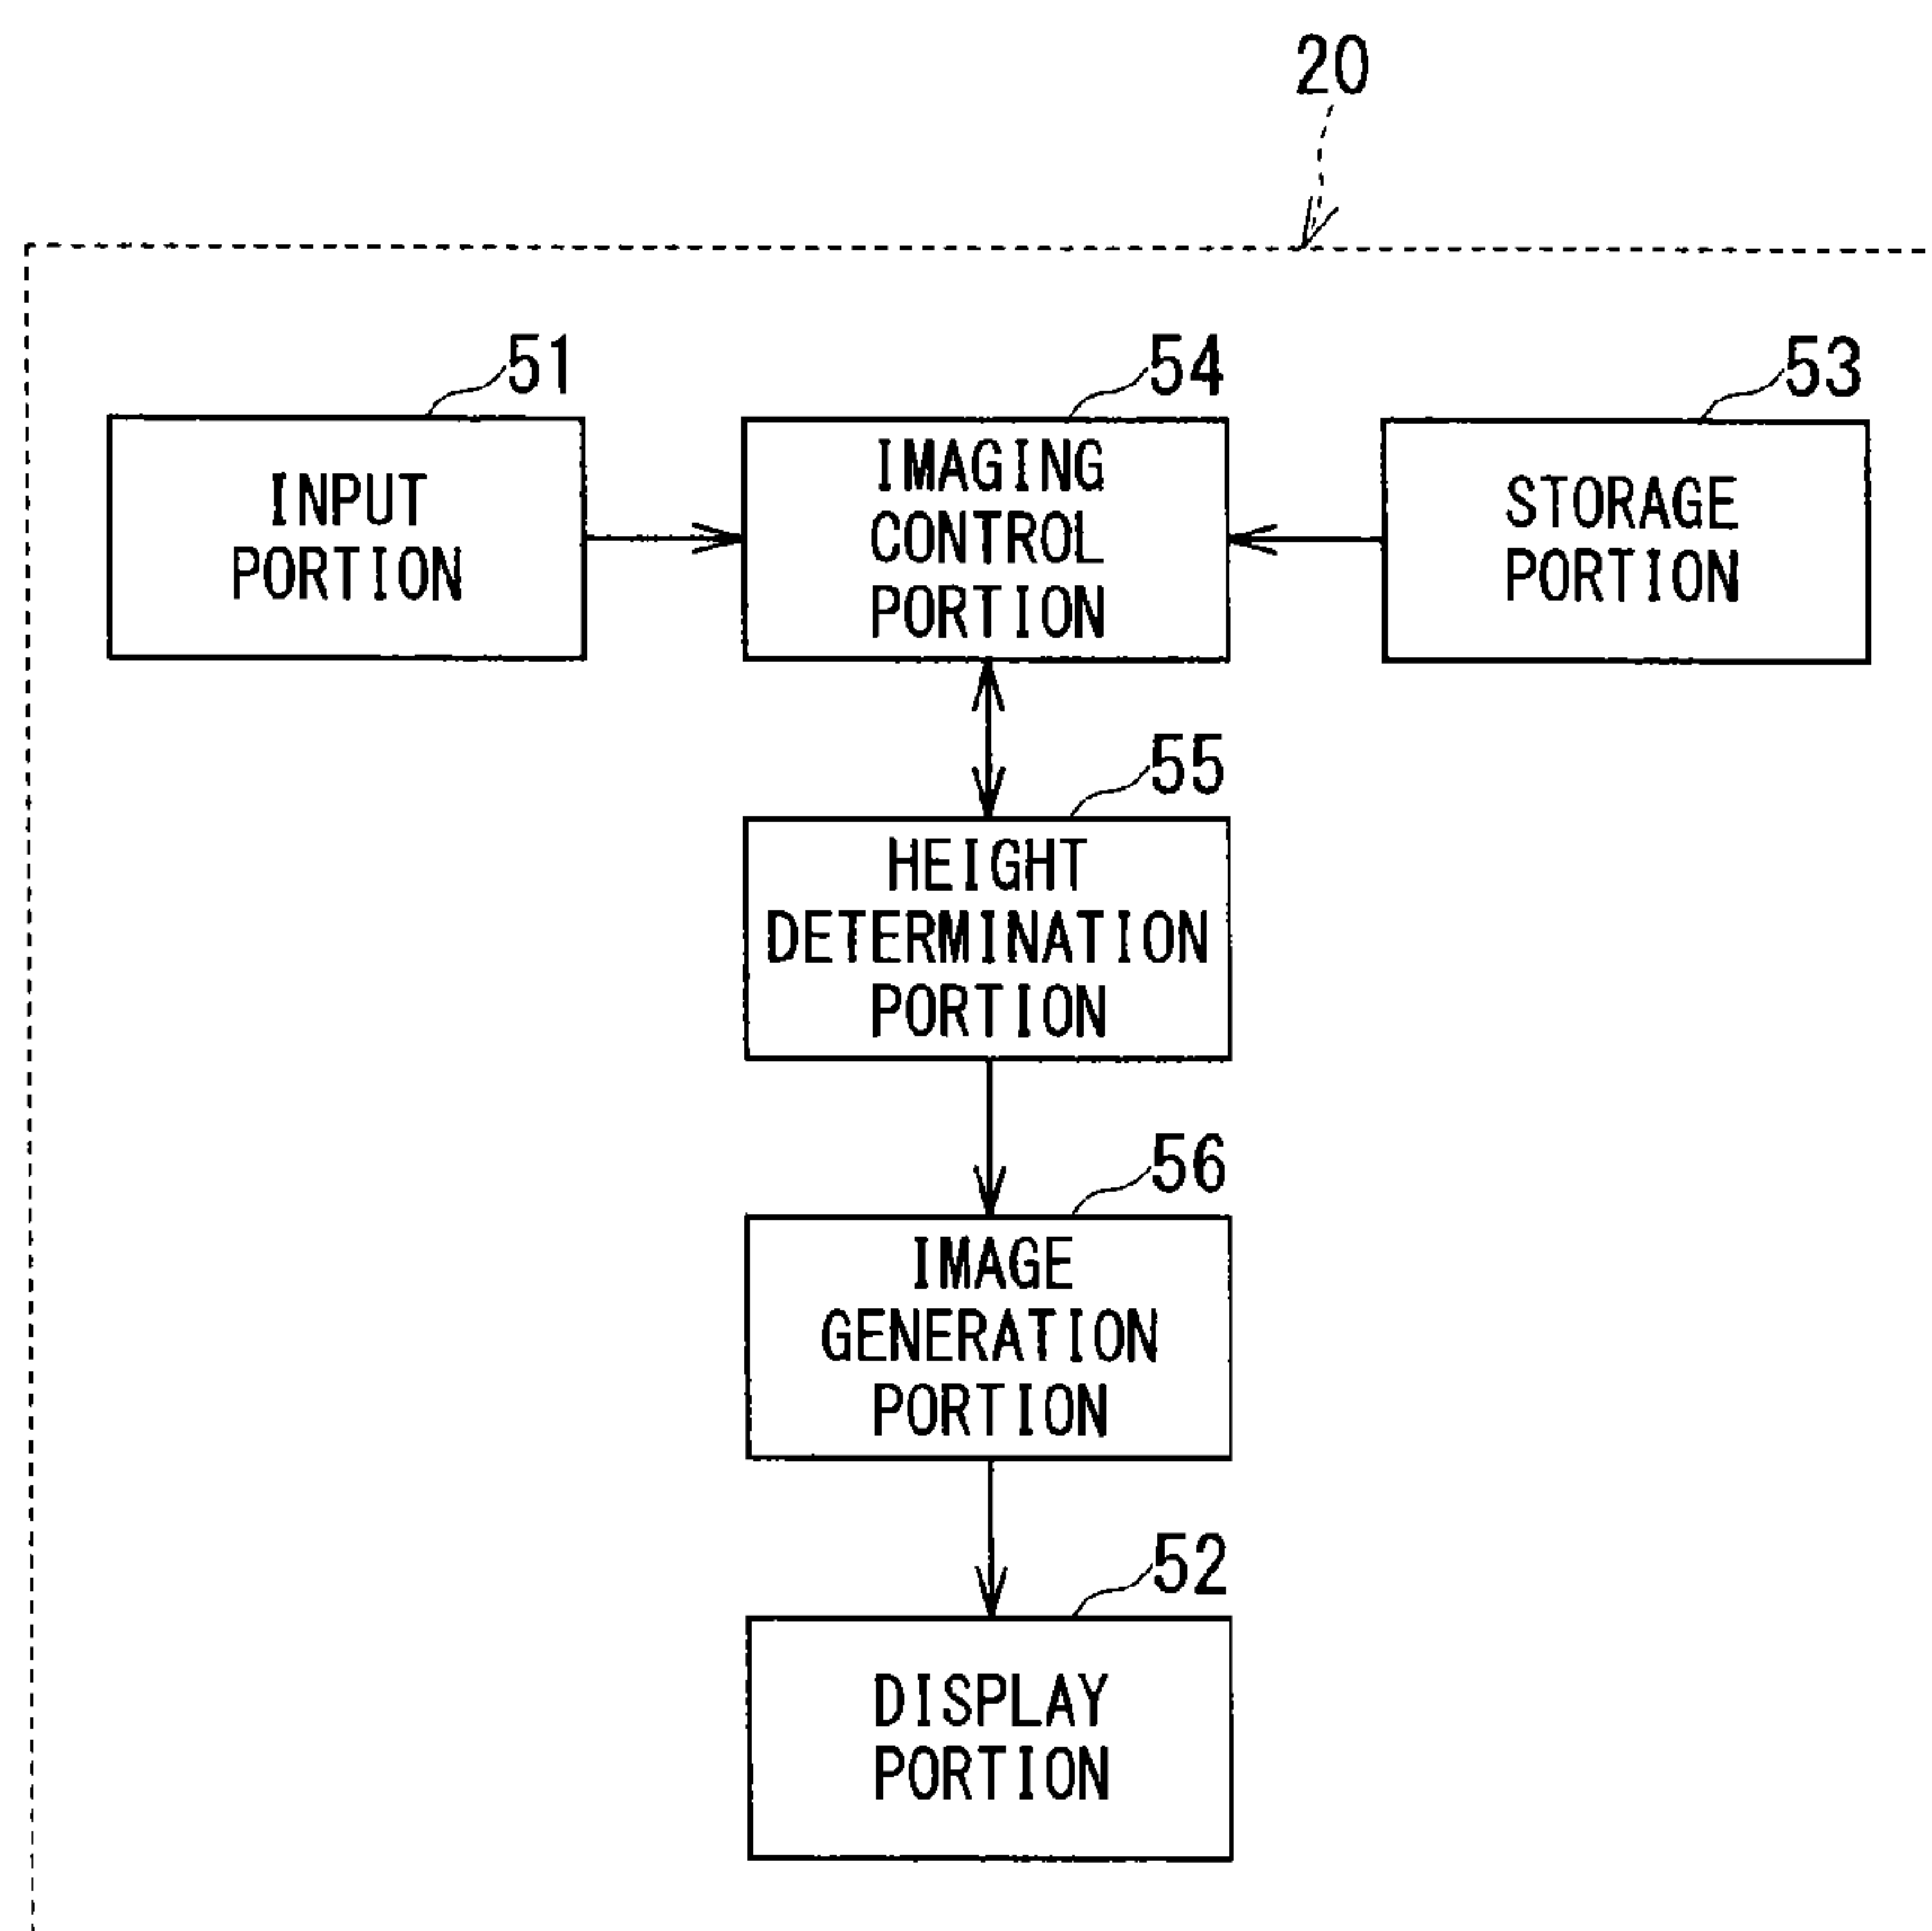 20
51
54
53
INPUT
PORTION
IMAGING
CONTROL
PORTION
STORAGE
PORTION
55
HEIGHT
DETERMINATION
PORTION
56
IMAGE
GENERATION
PORTION
52
DISPLAY
PORTION